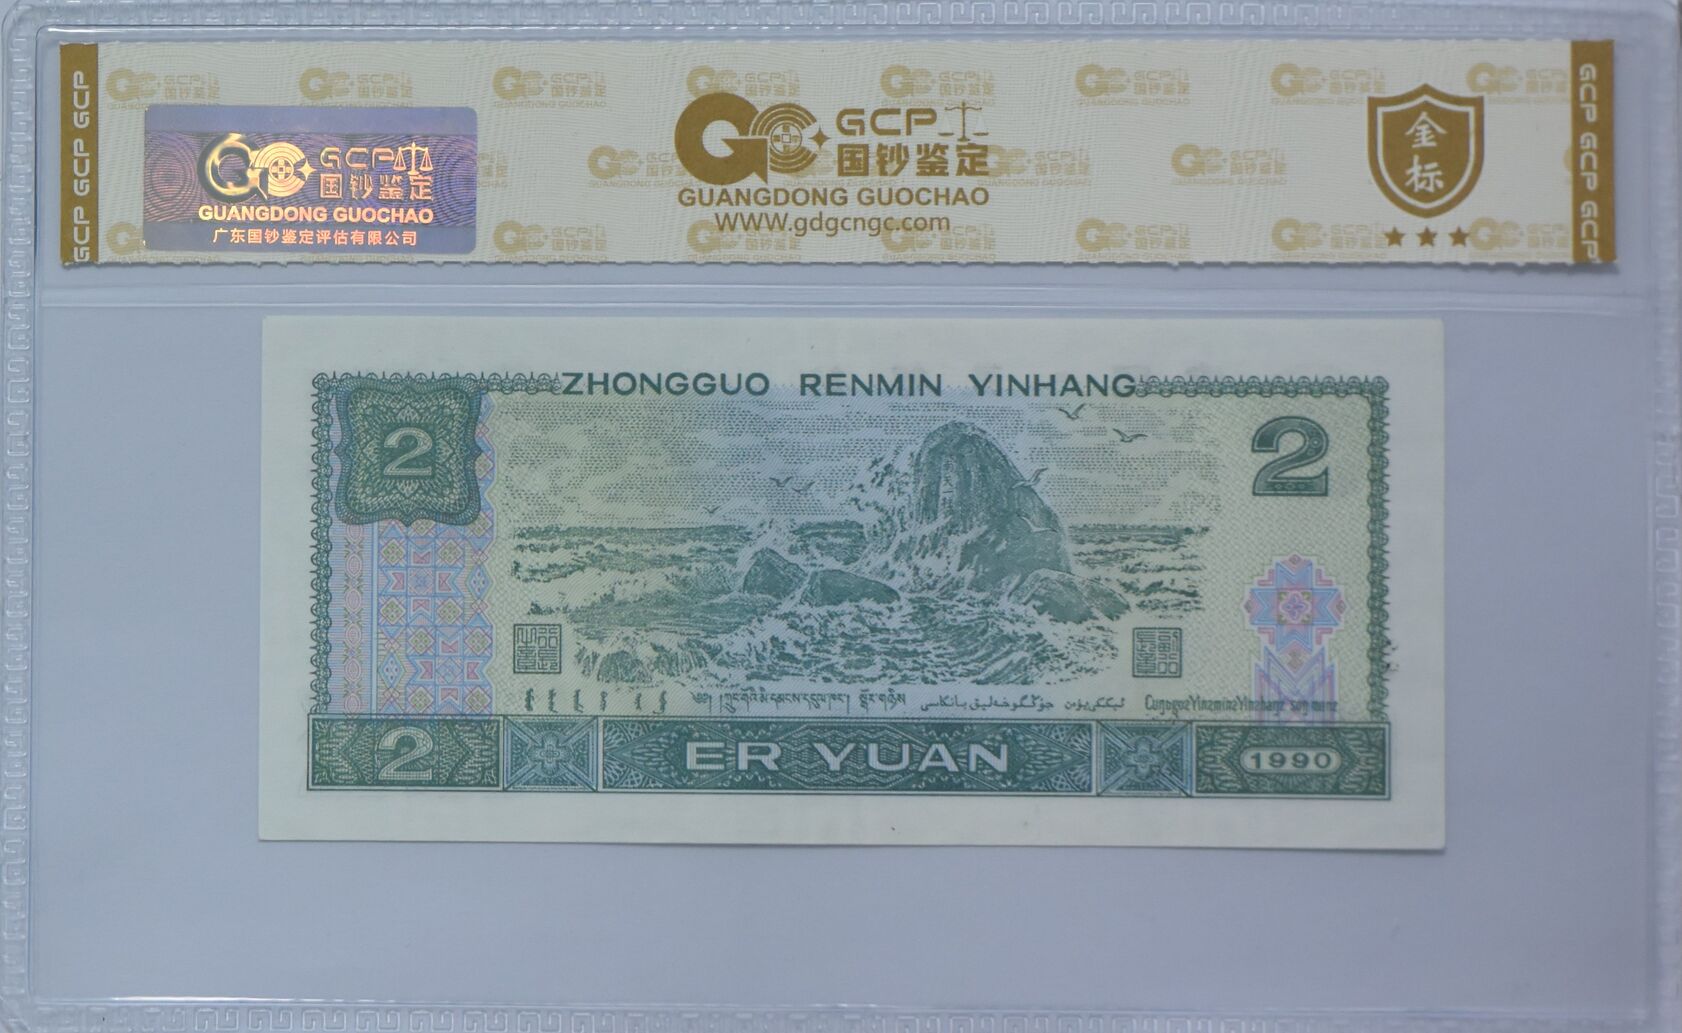 GCP GCP GCP
GCP
国钞鉴定
GUANGDONG GUOCHAO
广东国钞鉴定评估有限公司
GCP
国钞鉴定
GUANGDONG GUOCHAO
WWW.gdgcngc.com
金
标
GCP GCP GCP
ZHONGGUO RENMIN YINHANG
2
2
2
ER YUAN
1990